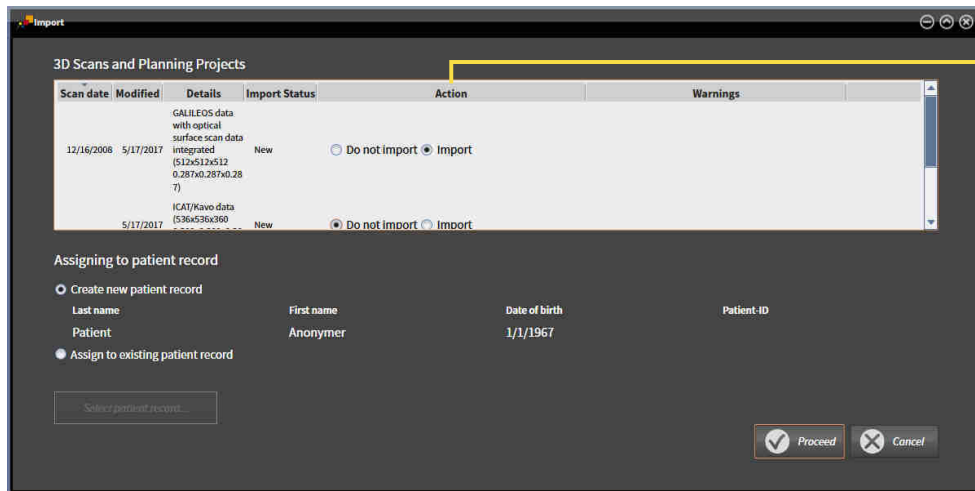 Import
3D Scans and Planning Projects
Scan date Modified Details Import Status Action Warnings
GALILEOS data
with optical
surface scan data
12/16/2008 5/17/2017 integrated New Do not import Import
(512x512x512
0.287x0.287x0.28
7)
ICAT/Kavo data
5/17/2017 (536x536x360 New Do not import Import
Assigning to patient record
Create new patient record
Last name First name Date of birth Patient-ID
Patient Anonymer 1/1/1967
Assign to existing patient record
Select patient record...
Proceed Cancel